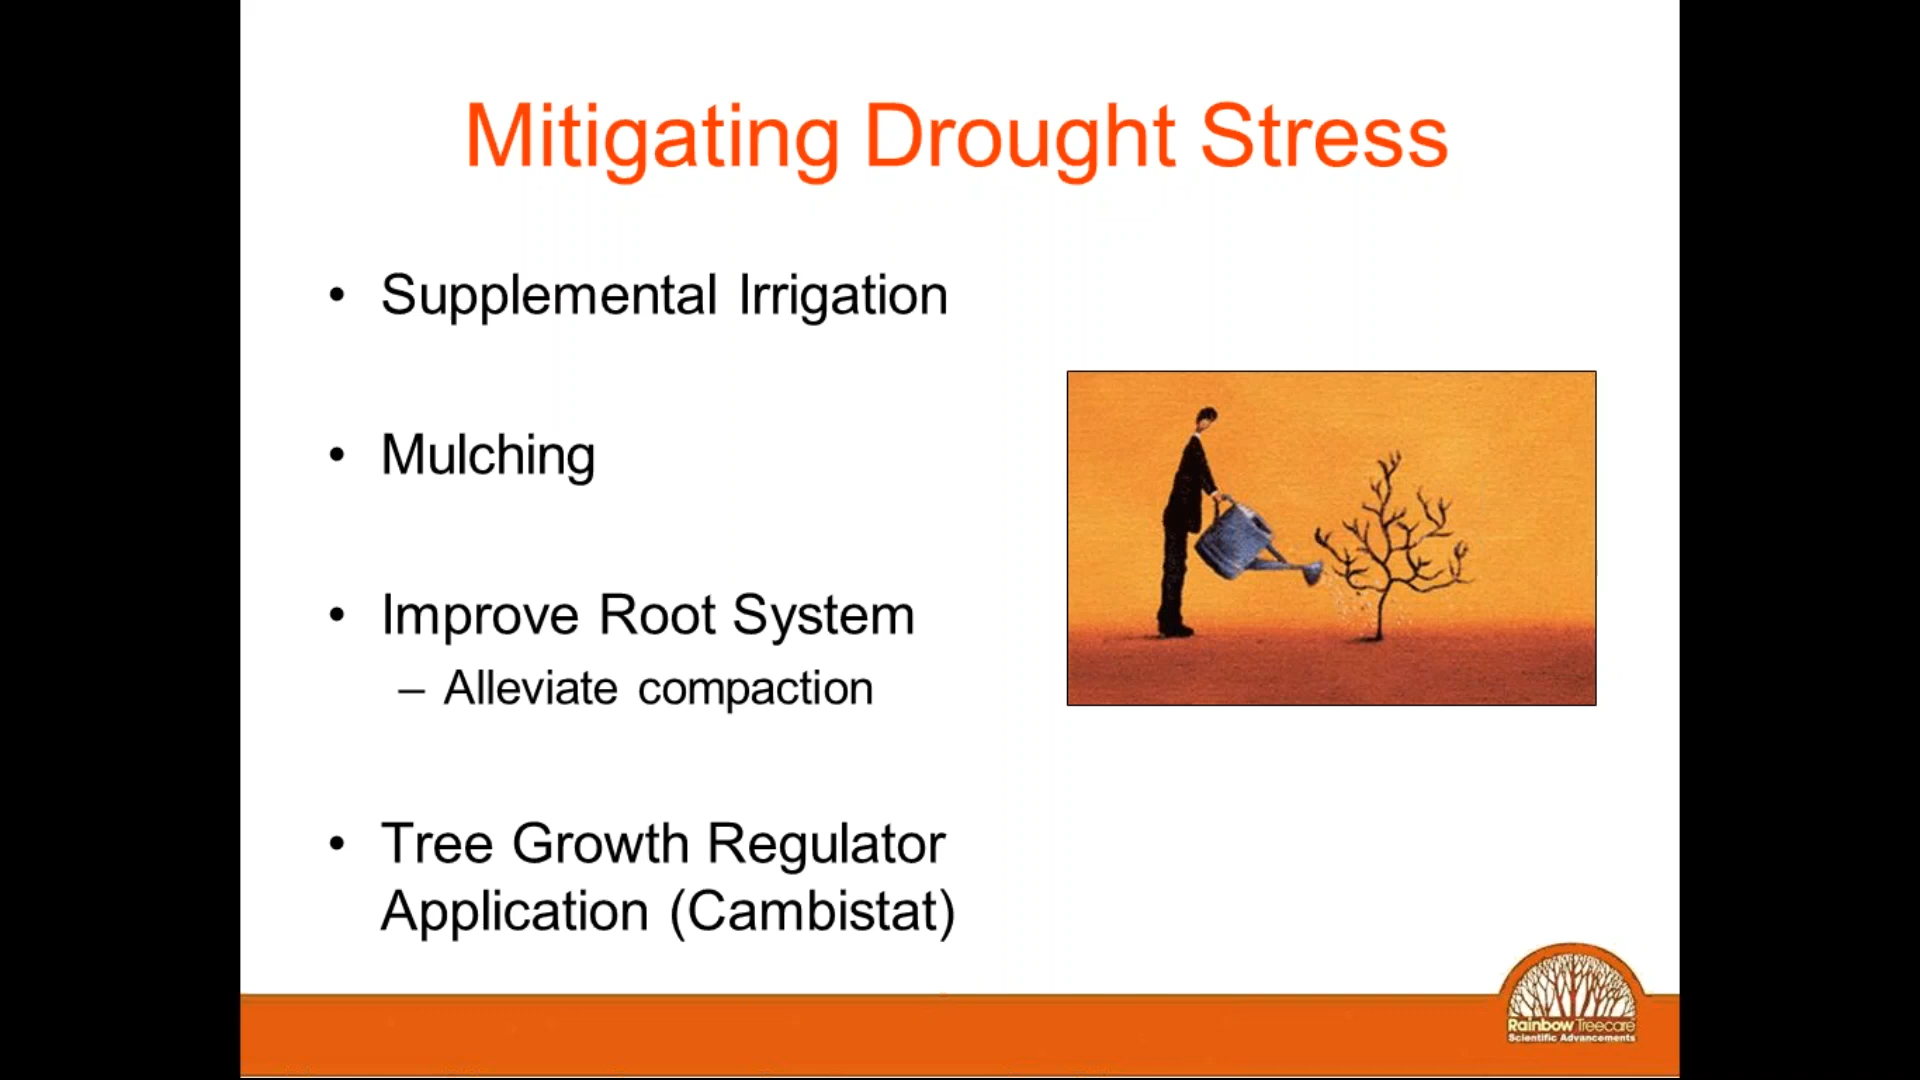 Mitigating Drought Stress
• Supplemental Irrigation
• Mulching
• Improve Root System
– Alleviate compaction
• Tree Growth Regulator
Application (Cambistat)
Rainbow Treecare
Scientific Advancements